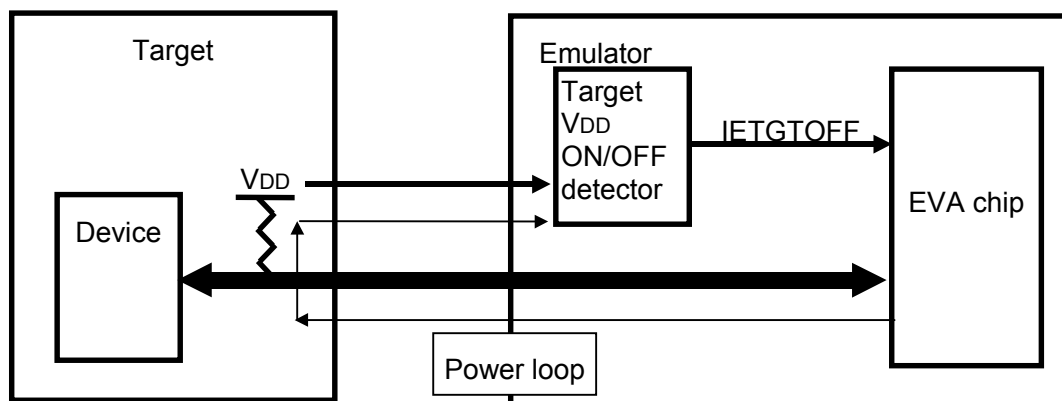 Target
Emulator
Target
VDD
ON/OFF
detector
IETGTOFF
EVA chip
VDD
Device
Power loop